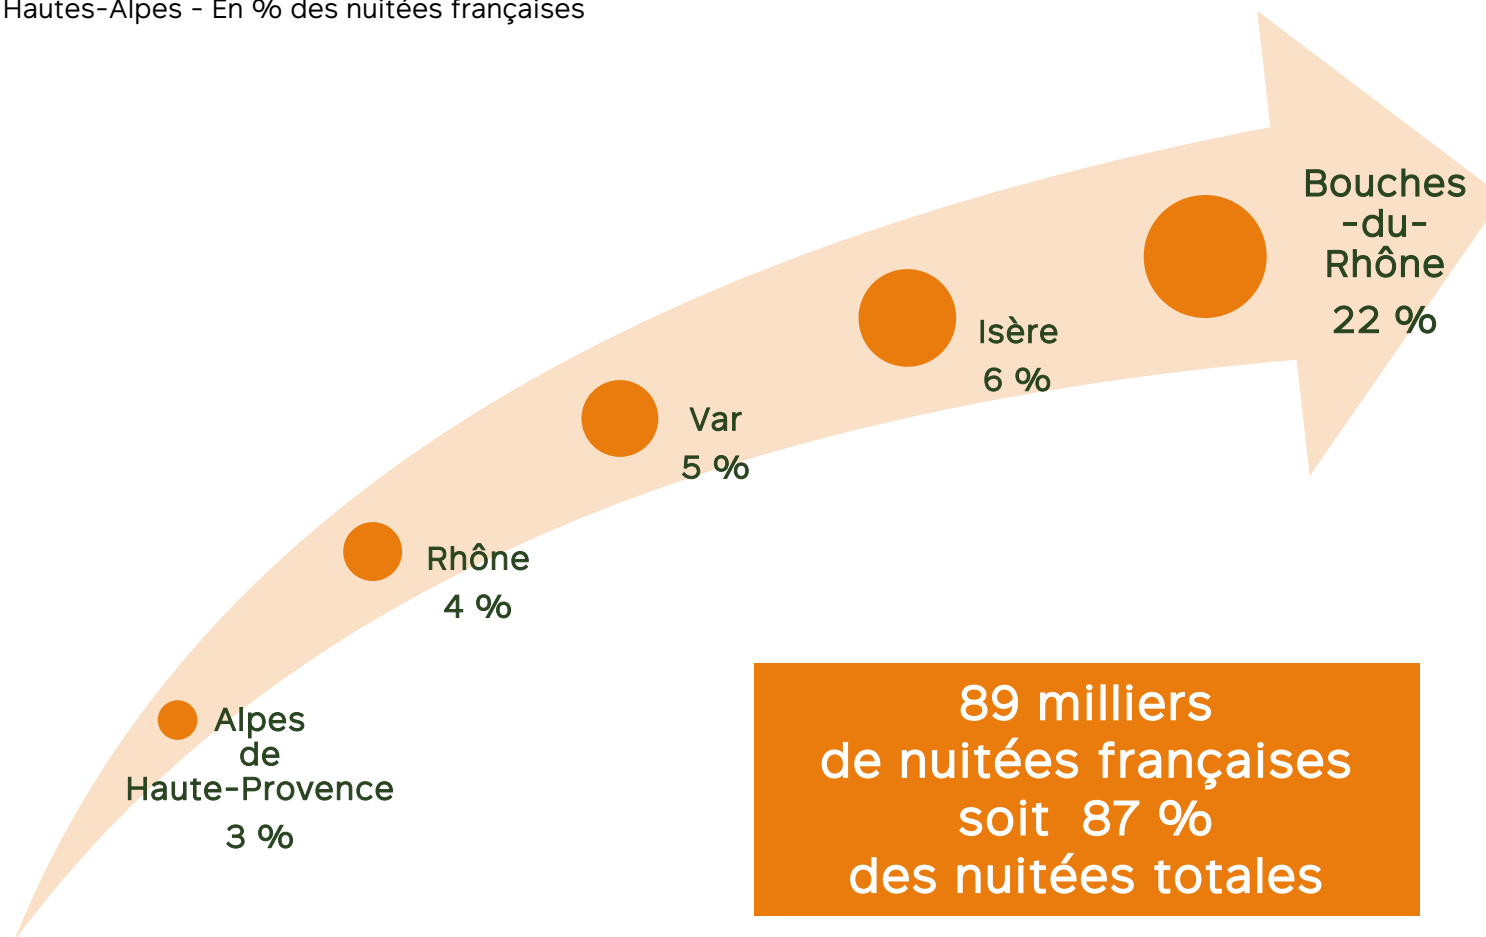 Hautes-Alpes - En % des nuitées françaises
Bouches
-du-
Rhône
22 %
Isère
6 %
Var
5 %
Rhône
4 %
Alpes
de
Haute-Provence
3 %
89 milliers
de nuitées françaises
soit 87 %
des nuitées totales